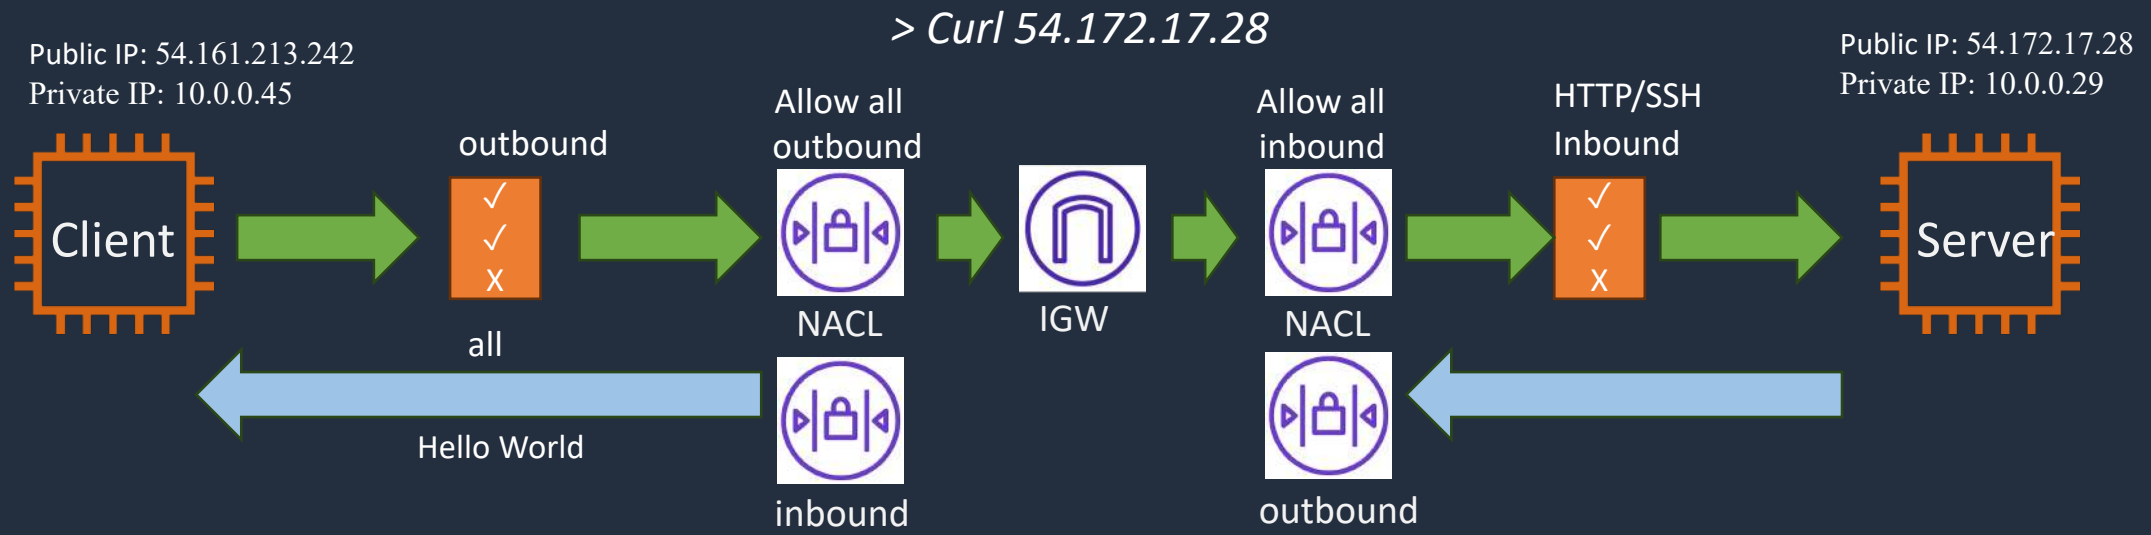 > Curl 54.172.17.28
Public IP: 54.161.213.242
Private IP: 10.0.0.45
Public IP: 54.172.17.28
Private IP: 10.0.0.29
Client
outbound
✓
✓
X
all
Allow all
outbound
NACL
IGW
Allow all
inbound
NACL
HTTP/SSH
Inbound
✓
✓
X
Server
Hello World
inbound
outbound